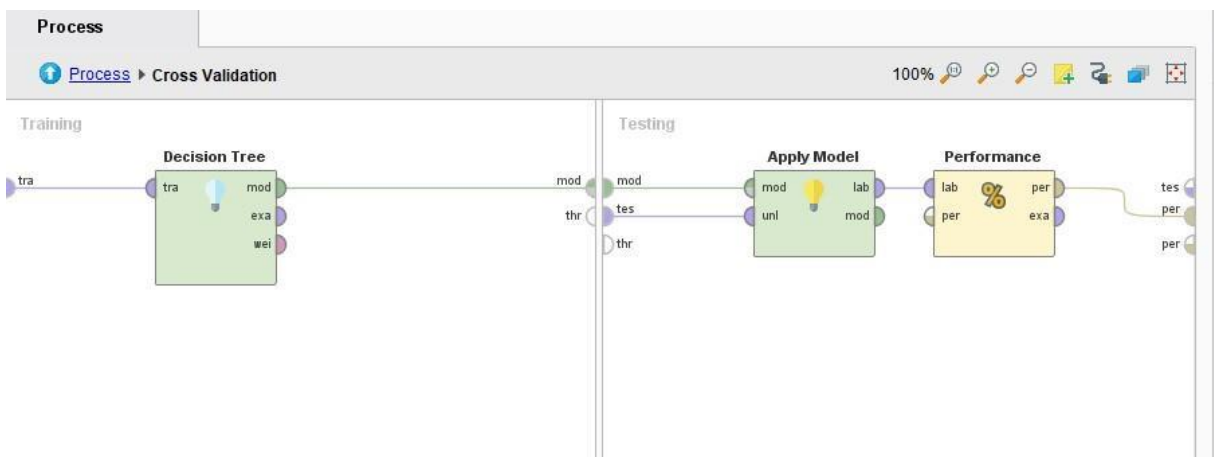 Process
Process ▸ Cross Validation
100%
Training
Testing
Decision Tree
Apply Model
Performance
tra
tra
mod
mod
mod
mod
lab
lab
per
tes
exa
thr
tes
unl
mod
per
exa
per
wei
thr
per